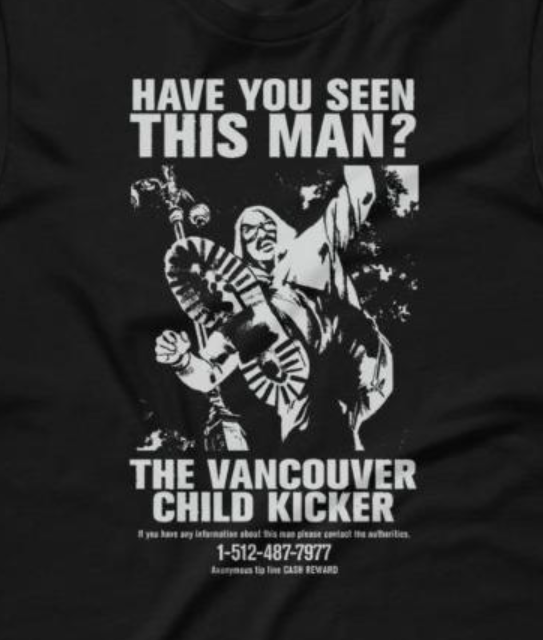 HAVE YOU SEEN
THIS MAN?
THE VANCOUVER
CHILD KICKER
If you have any information about this man please contact the authorities.
1-512-487-7977
Anonymous tip line CASH REWARD